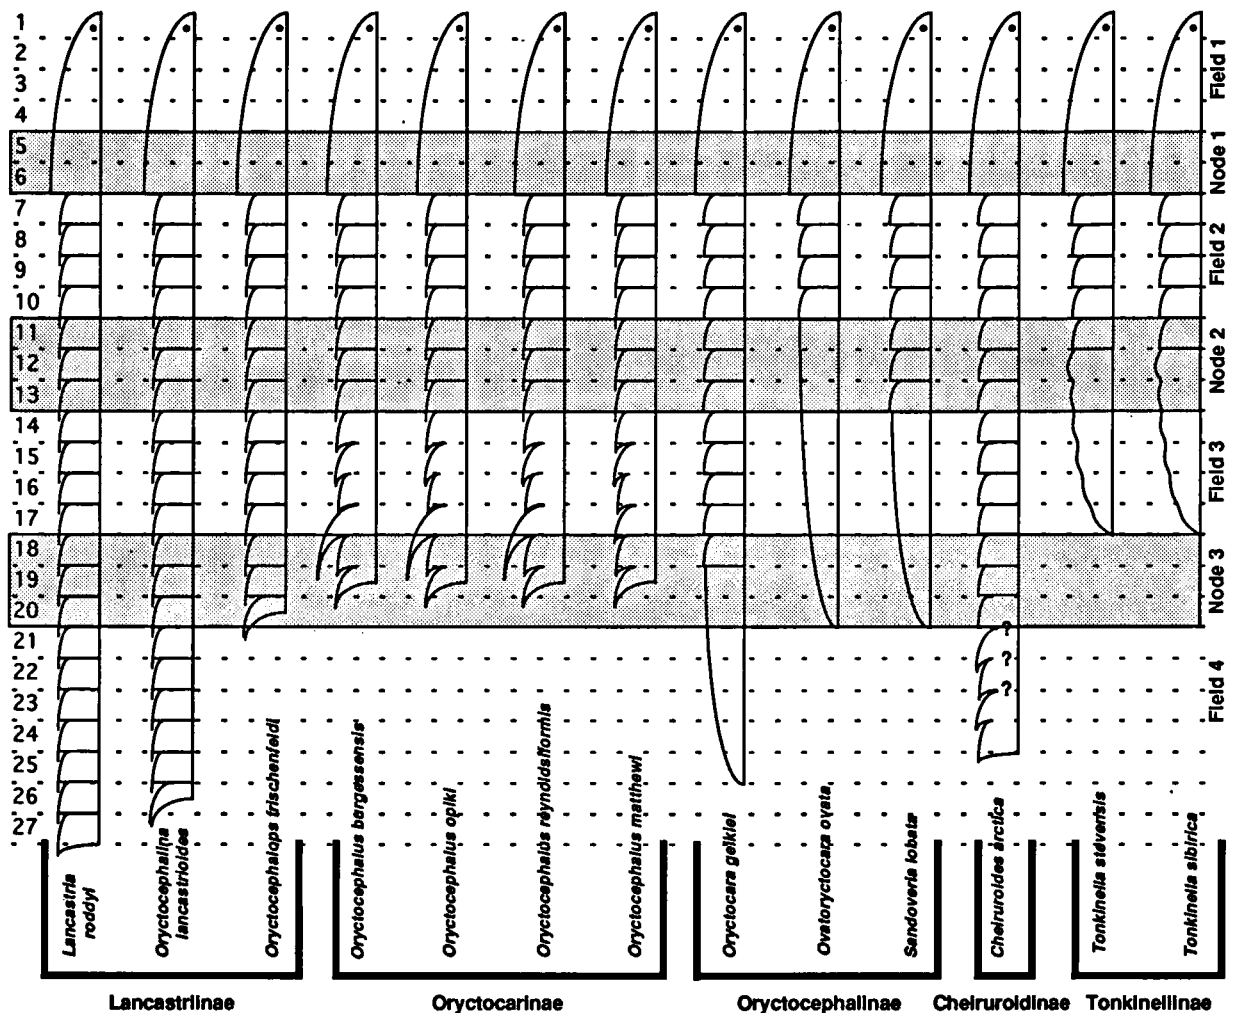 1
2
3
4
5
6
7
8
9
10
11
12
13
14
15
16
17
18
19
20
21
22
23
24
25
26
27
Field 1
Node 1
Field 2
Node 2
Field 3
Node 3
Field 4
?
?
?
Lancastria
roddyi
Oryctocephalina
lancastrioides
Oryctocephalops frischenfeldi
Oryctocephalus burgessensis
Oryctocephalus opiki
Oryctocephalus reynoldsiformis
Oryctocephalus matthewi
Oryctocara geikiei
Ovatoryctocara ovata
Sandoveria lobata
Cheiruroides arctica
Tonkinella stevensis
Tonkinella sibirica
Lancastriinae
Oryctocarinae
Oryctocephalinae
Cheiruroidinae
Tonkinellinae